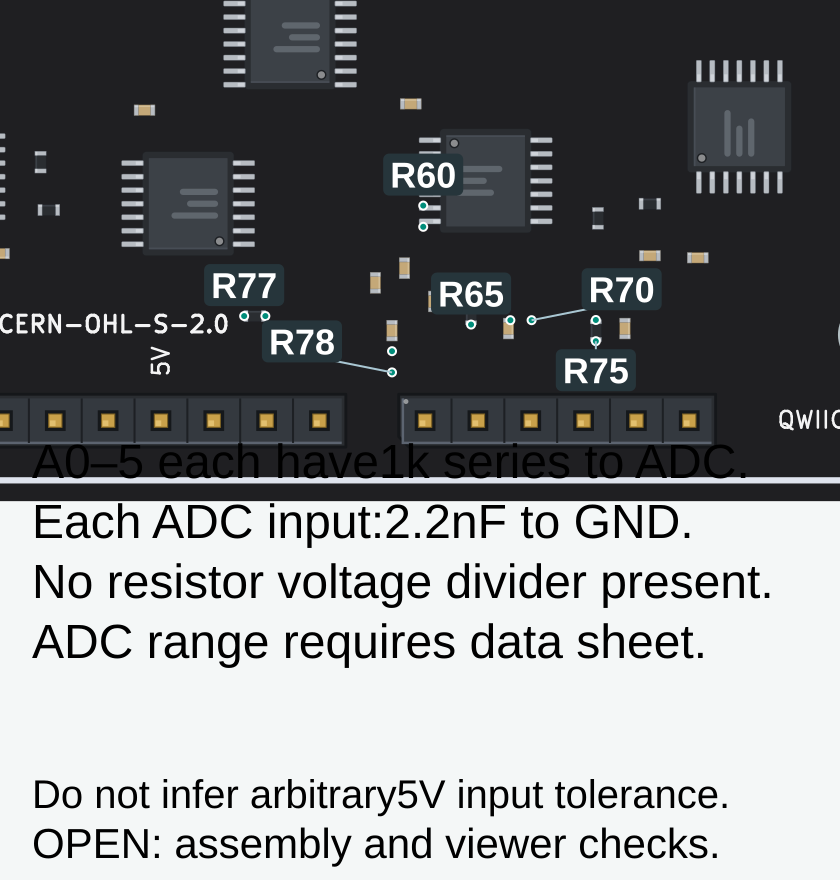 R60
R77
R65
R70
CERN-OHL-S-2.0
R78
5V
R75
QWIIC
A0–5 each have1k series to ADC.
Each ADC input:2.2nF to GND.
No resistor voltage divider present.
ADC range requires data sheet.
Do not infer arbitrary5V input tolerance.
OPEN: assembly and viewer checks.